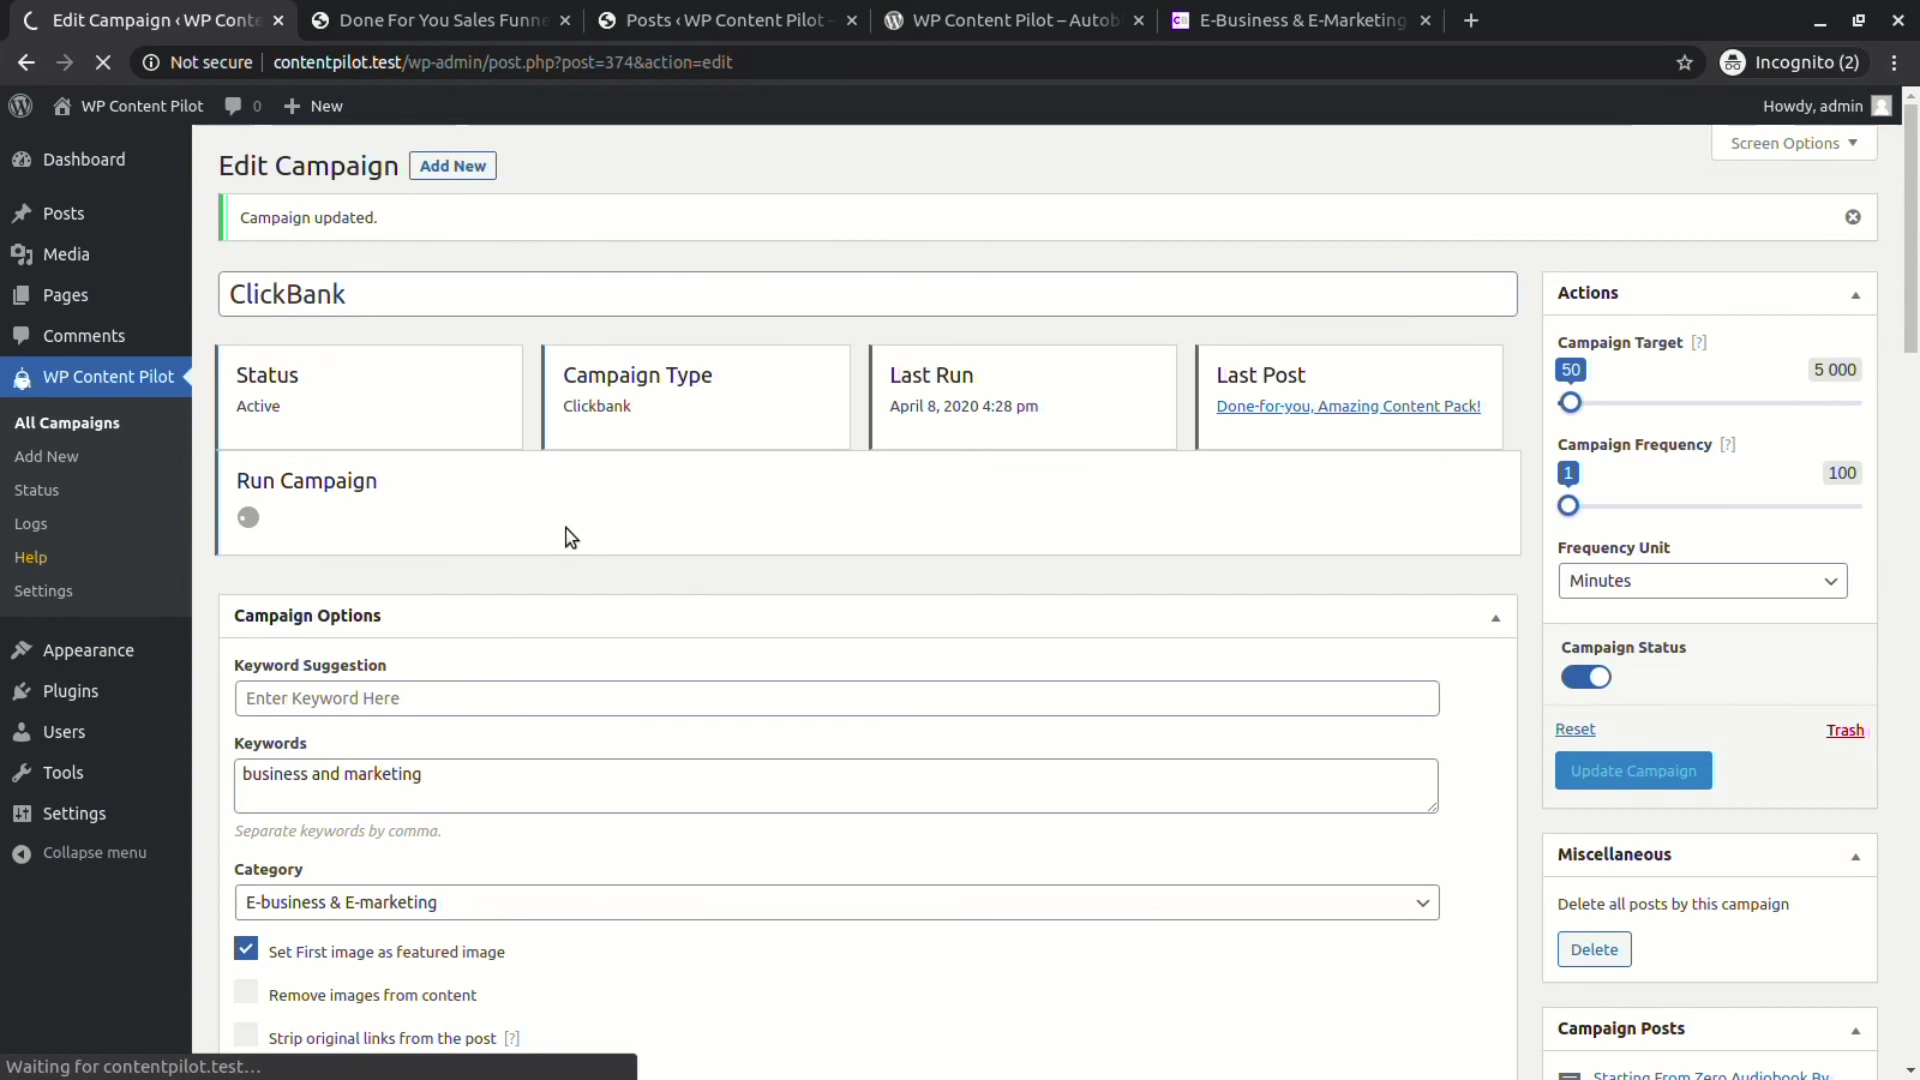 Edit Campaign ‹ WP Conte
Done For You Sales Funne
Posts ‹ WP Content Pilot –
WP Content Pilot – Autobl
E-Business & E-Marketing
Not secure
contentpilot.test/wp-admin/post.php?post=374&action=edit
Incognito (2)
WP Content Pilot
0
New
Howdy, admin
Screen Options
Dashboard
Posts
Media
Pages
Comments
WP Content Pilot
All Campaigns
Add New
Status
Logs
Help
Settings
Appearance
Plugins
Users
Tools
Settings
Collapse menu
Edit Campaign
Add New
Campaign updated.
ClickBank
Status
Active
Campaign Type
Clickbank
Last Run
April 8, 2020 4:28 pm
Last Post
Done-for-you, Amazing Content Pack!
Run Campaign
Campaign Options
Keyword Suggestion
Enter Keyword Here
Keywords
business and marketing
Separate keywords by comma.
Category
E-business & E-marketing
Set First image as featured image
Remove images from content
Strip original links from the post [?]
Actions
Campaign Target [?]
50
5 000
Campaign Frequency [?]
1
100
Frequency Unit
Minutes
Campaign Status
Reset
Trash
Update Campaign
Miscellaneous
Delete all posts by this campaign
Delete
Campaign Posts
Starting From Zero Audiobook By
Waiting for contentpilot.test...